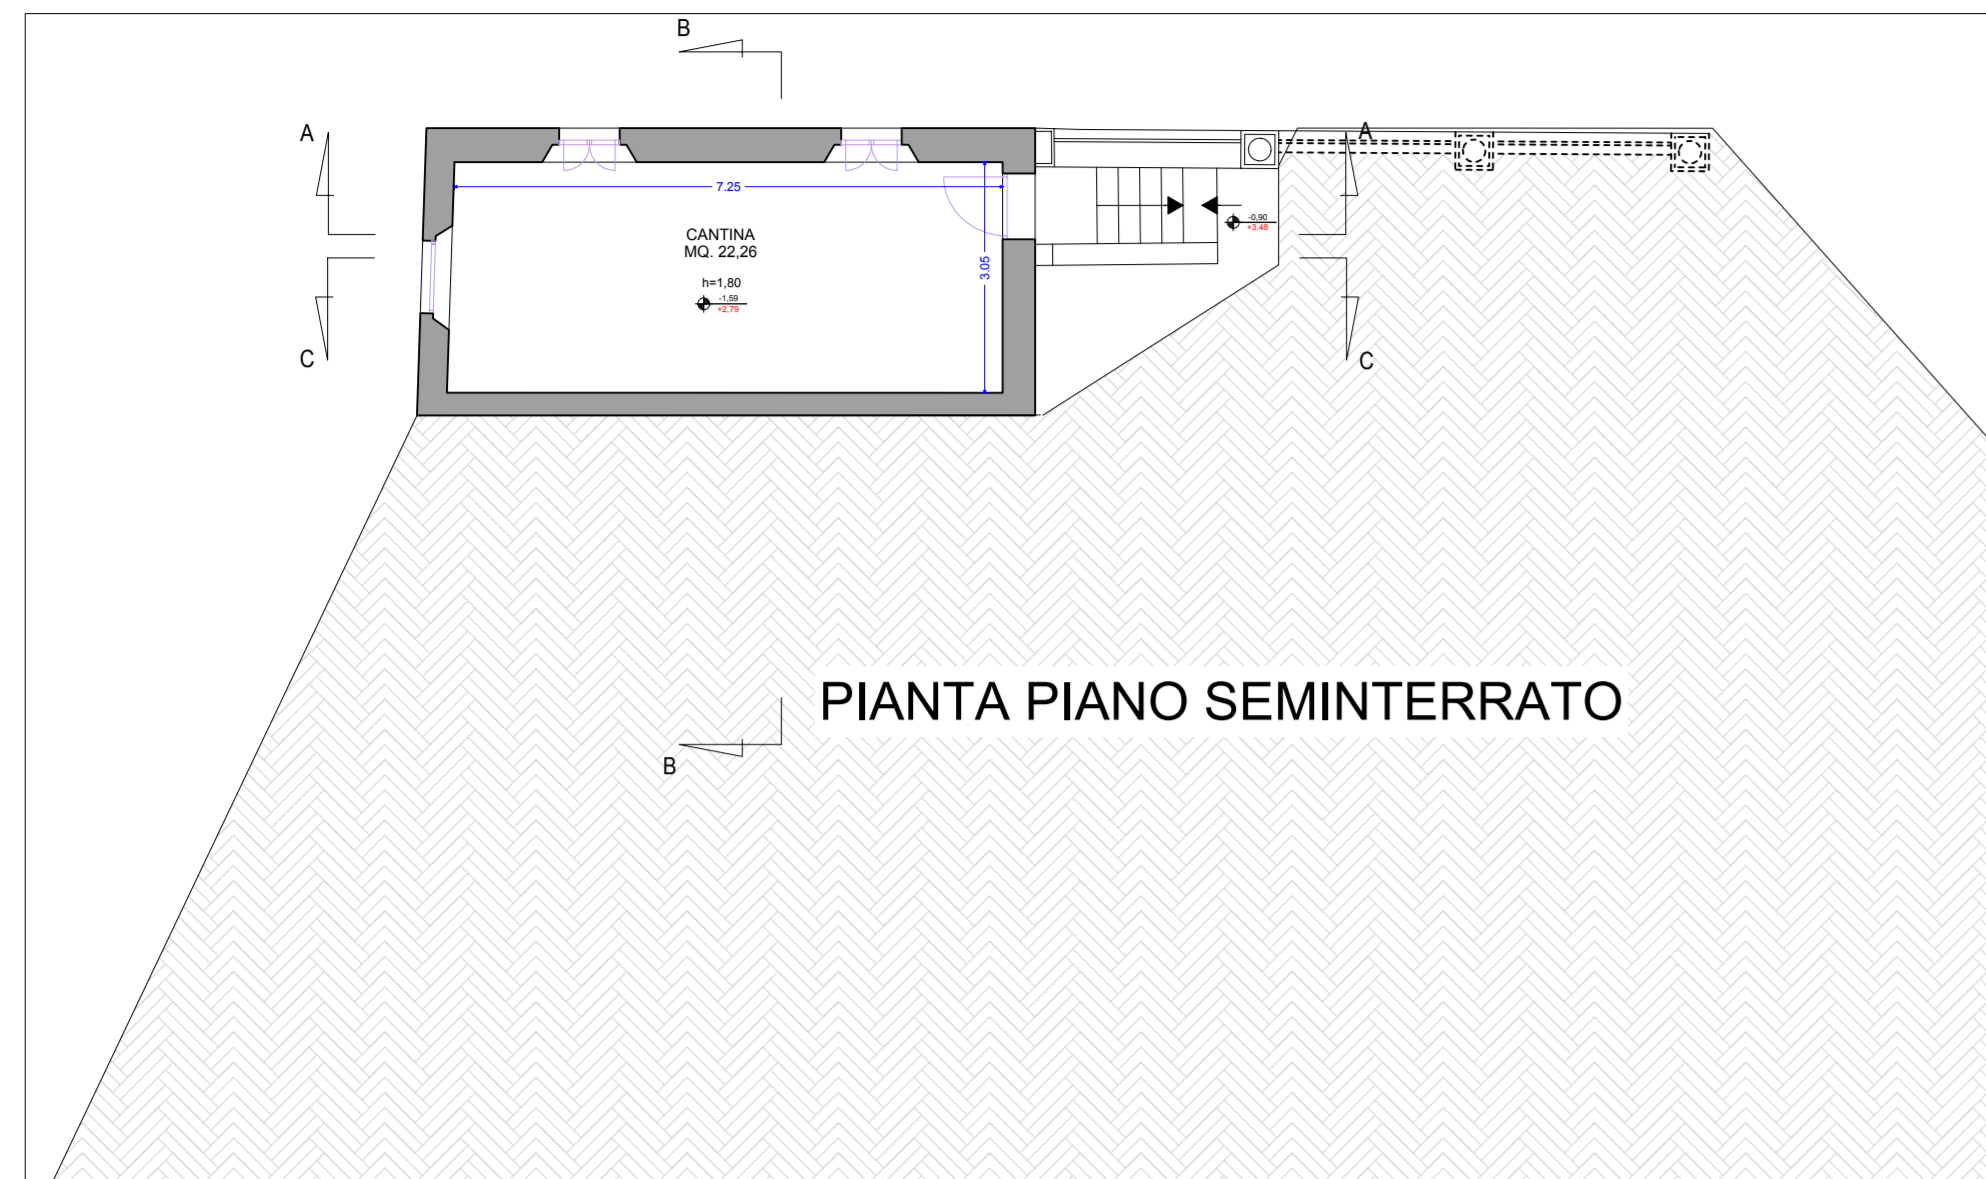 B
A
A
7.25
-0,90
+3,48
CANTINA
MQ. 22,26
3.05
h=1,80
-1,59
+2,79
C
C
PIANTA PIANO SEMINTERRATO
B